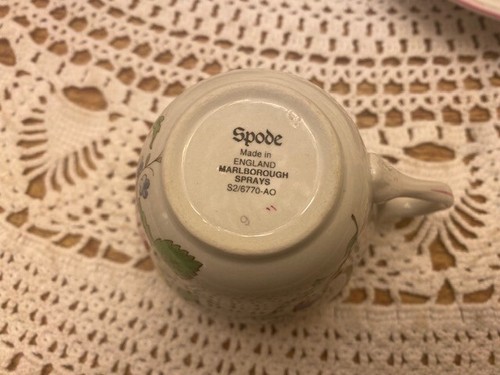 Spode
Made in
ENGLAND
MARLBOROUGH
SPRAYS
S2/6770-AO